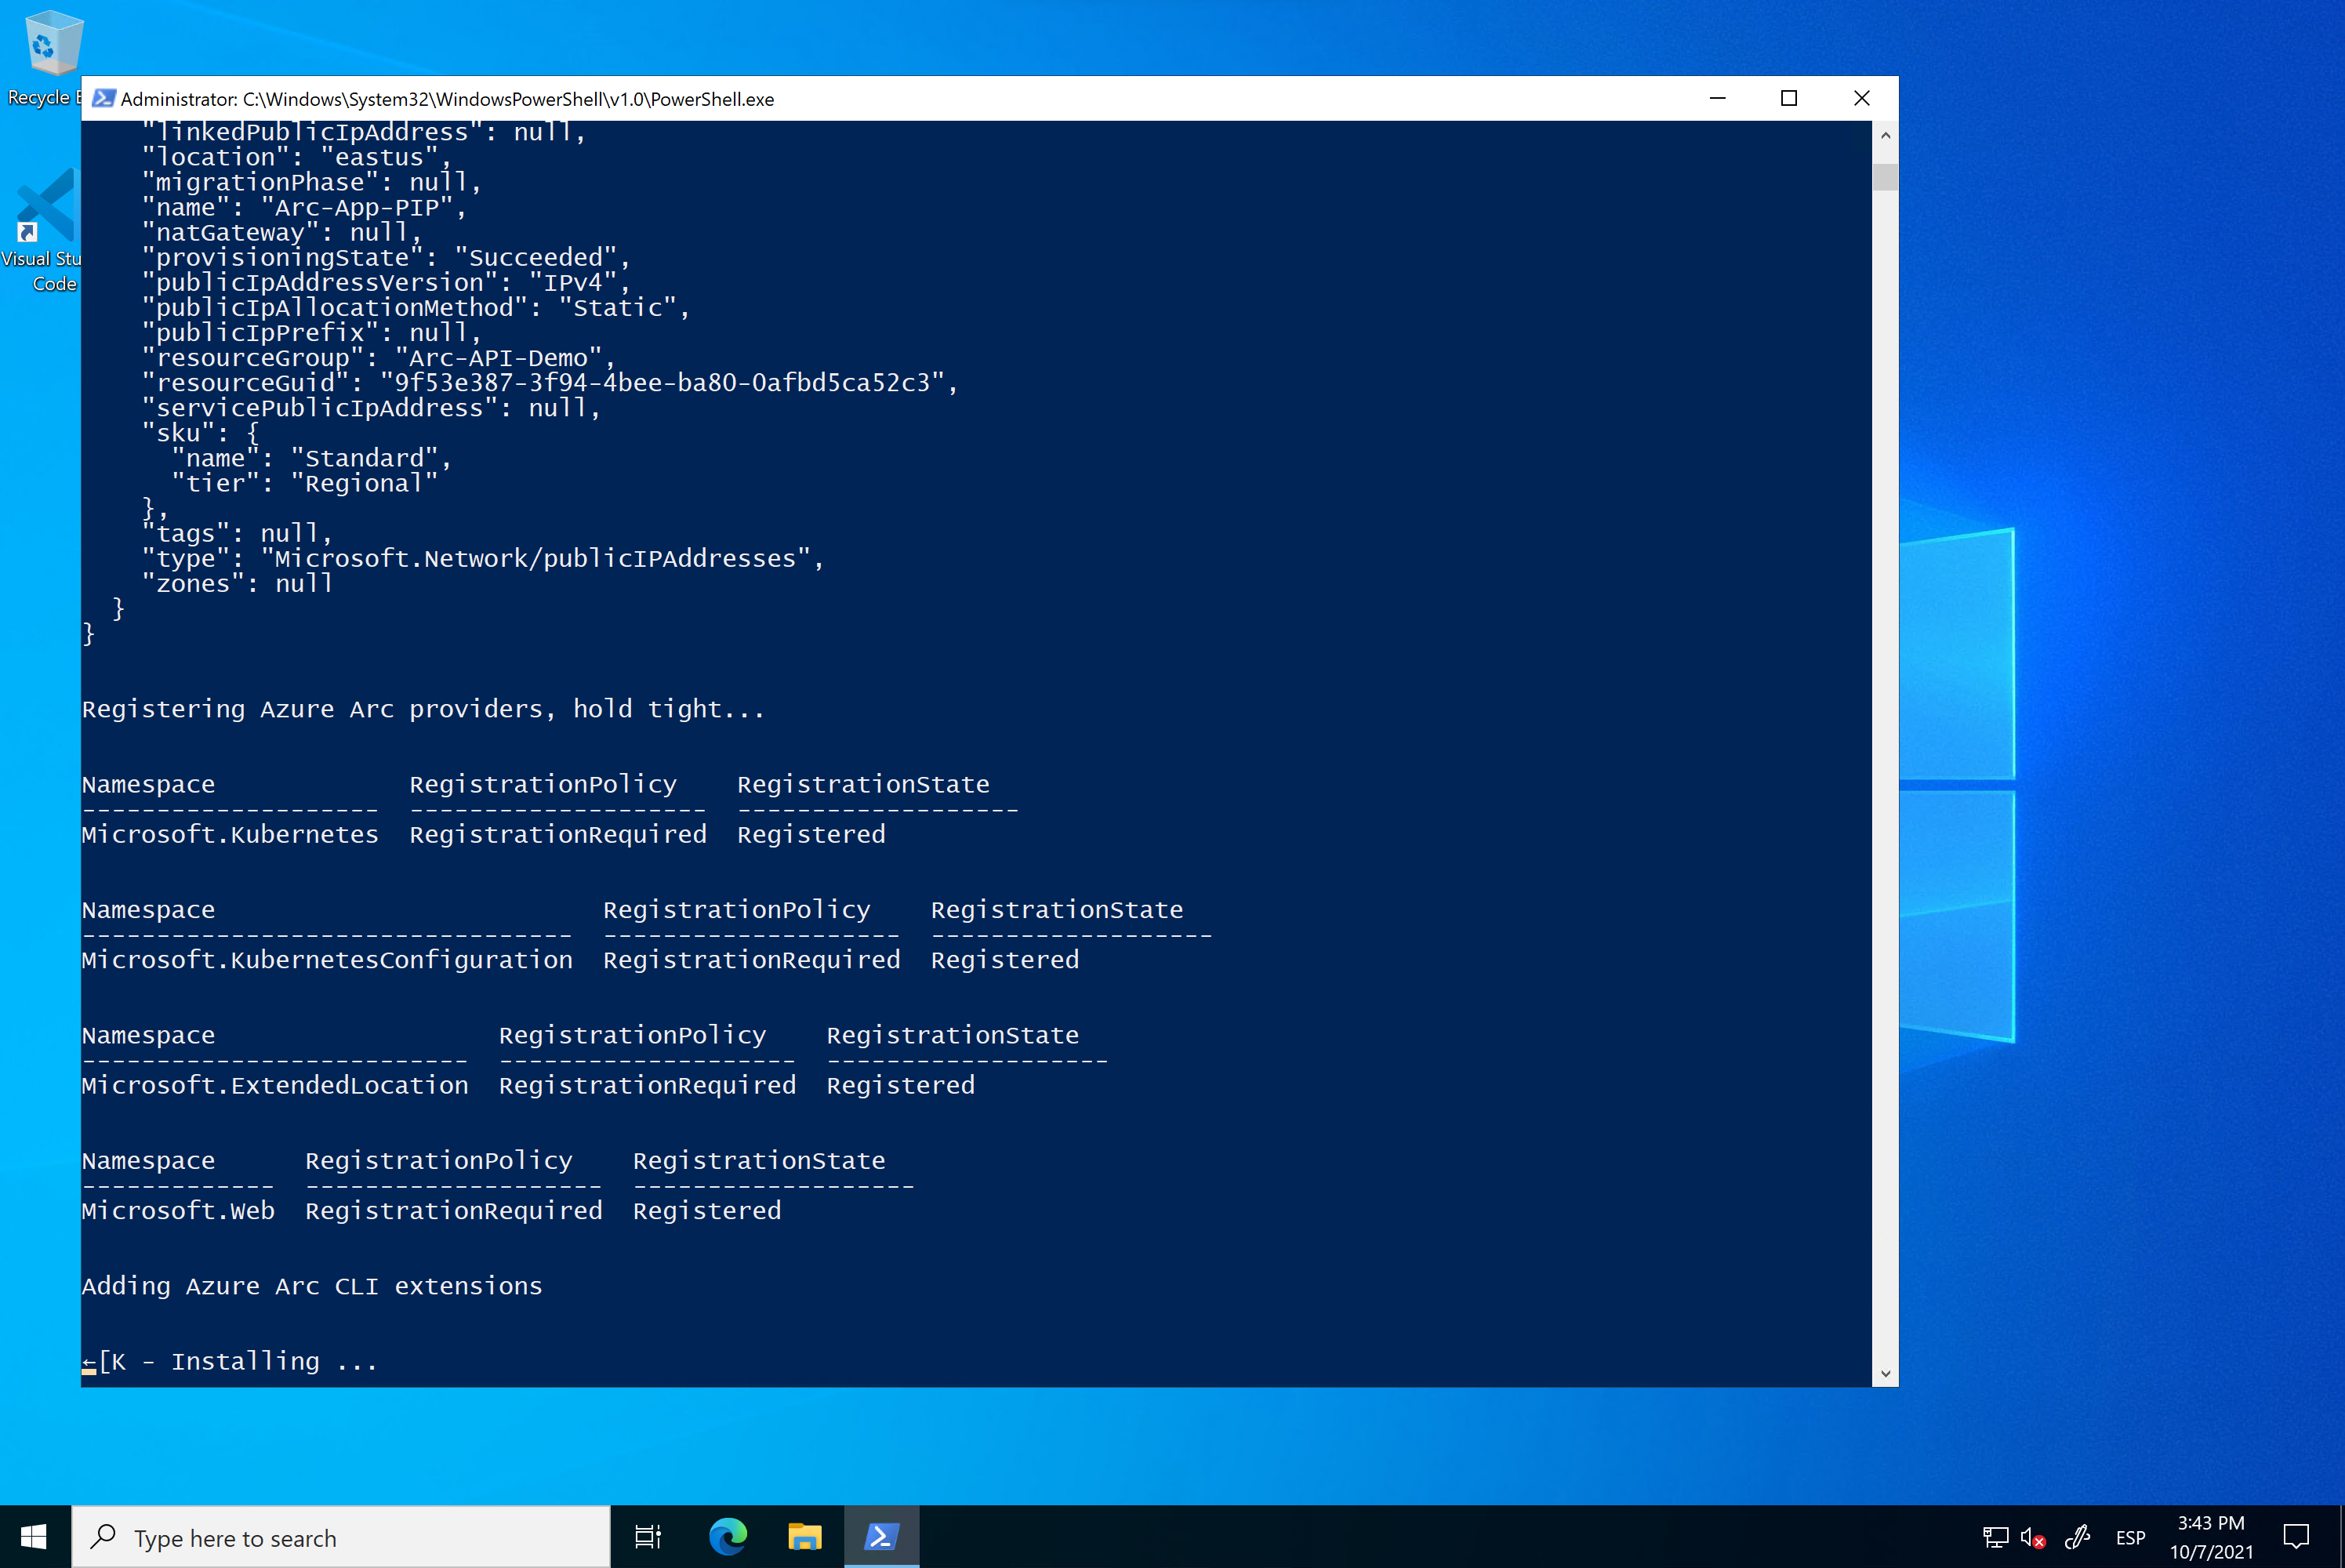 Recycle
Administrator: C:\Windows\System32\WindowsPowerShell\v1.0\PowerShell.exe
"linkedPublicIpAddress": null,
"location": "eastus",
"migrationPhase": null,
"name": "Arc-App-PIP",
"natGateway": null,
"provisioningState": "Succeeded",
"publicIpAddressVersion": "IPv4",
"publicIpAllocationMethod": "Static",
"publicIpPrefix": null,
"resourceGroup": "Arc-API-Demo",
"resourceGuid": "9f53e387-3f94-4bee-ba80-0afbd5ca52c3",
"servicePublicIpAddress": null,
"sku": {
"name": "Standard",
"tier": "Regional"
},
"tags": null,
"type": "Microsoft.Network/publicIPAddresses",
"zones": null
}
}
Registering Azure Arc providers, hold tight...
Namespace RegistrationPolicy RegistrationState
-------------------- -------------------- -------------------
Microsoft.Kubernetes RegistrationRequired Registered
Namespace RegistrationPolicy RegistrationState
--------------------------------- -------------------- -------------------
Microsoft.KubernetesConfiguration RegistrationRequired Registered
Namespace RegistrationPolicy RegistrationState
-------------------------- -------------------- -------------------
Microsoft.ExtendedLocation RegistrationRequired Registered
Namespace RegistrationPolicy RegistrationState
------------- -------------------- -------------------
Microsoft.Web RegistrationRequired Registered
Adding Azure Arc CLI extensions
←[K - Installing ...
Visual Stu
Code
Type here to search
ESP
3:43 PM
10/7/2021